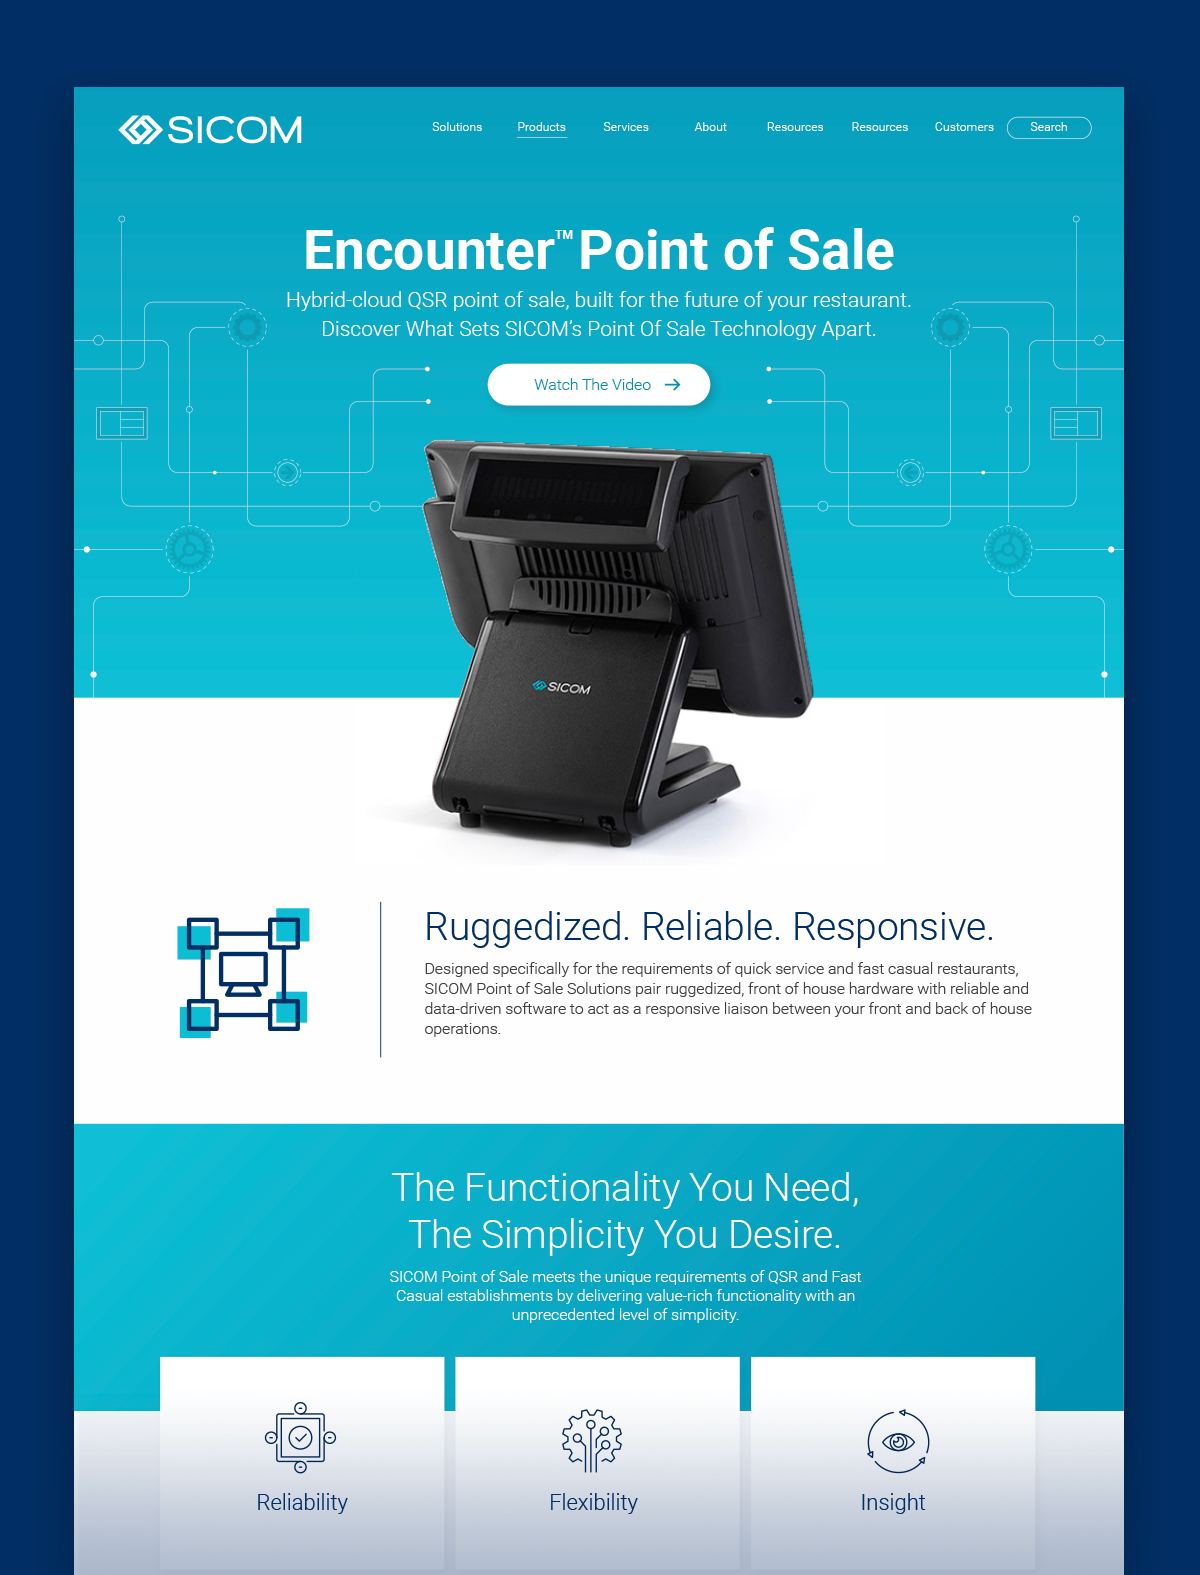 SICOM
Solutions Products Services About Resources Resources Customers Search
Encounter™ Point of Sale
Hybrid-cloud QSR point of sale, built for the future of your restaurant.
Discover What Sets SICOM’s Point Of Sale Technology Apart.
Watch The Video
SICOM
Ruggedized. Reliable. Responsive.
Designed specifically for the requirements of quick service and fast casual restaurants,
SICOM Point of Sale Solutions pair ruggedized, front of house hardware with reliable and
data-driven software to act as a responsive liaison between your front and back of house
operations.
The Functionality You Need,
The Simplicity You Desire.
SICOM Point of Sale meets the unique requirements of QSR and Fast
Casual establishments by delivering value-rich functionality with an
unprecedented level of simplicity.
Reliability Flexibility Insight